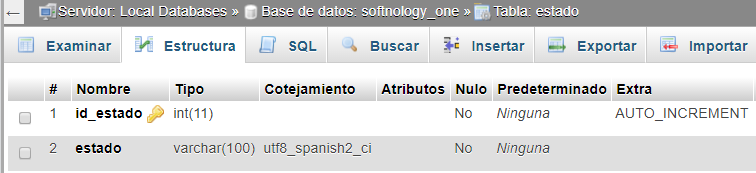 Servidor: Local Databases » Base de datos: softnology_one » Tabla: estado
Examinar Estructura SQL Buscar Insertar Exportar Importar
# Nombre Tipo Cotejamiento Atributos Nulo Predeterminado Extra
1 id_estado int(11) No Ninguna AUTO_INCREMENT
2 estado varchar(100) utf8_spanish2_ci No Ninguna